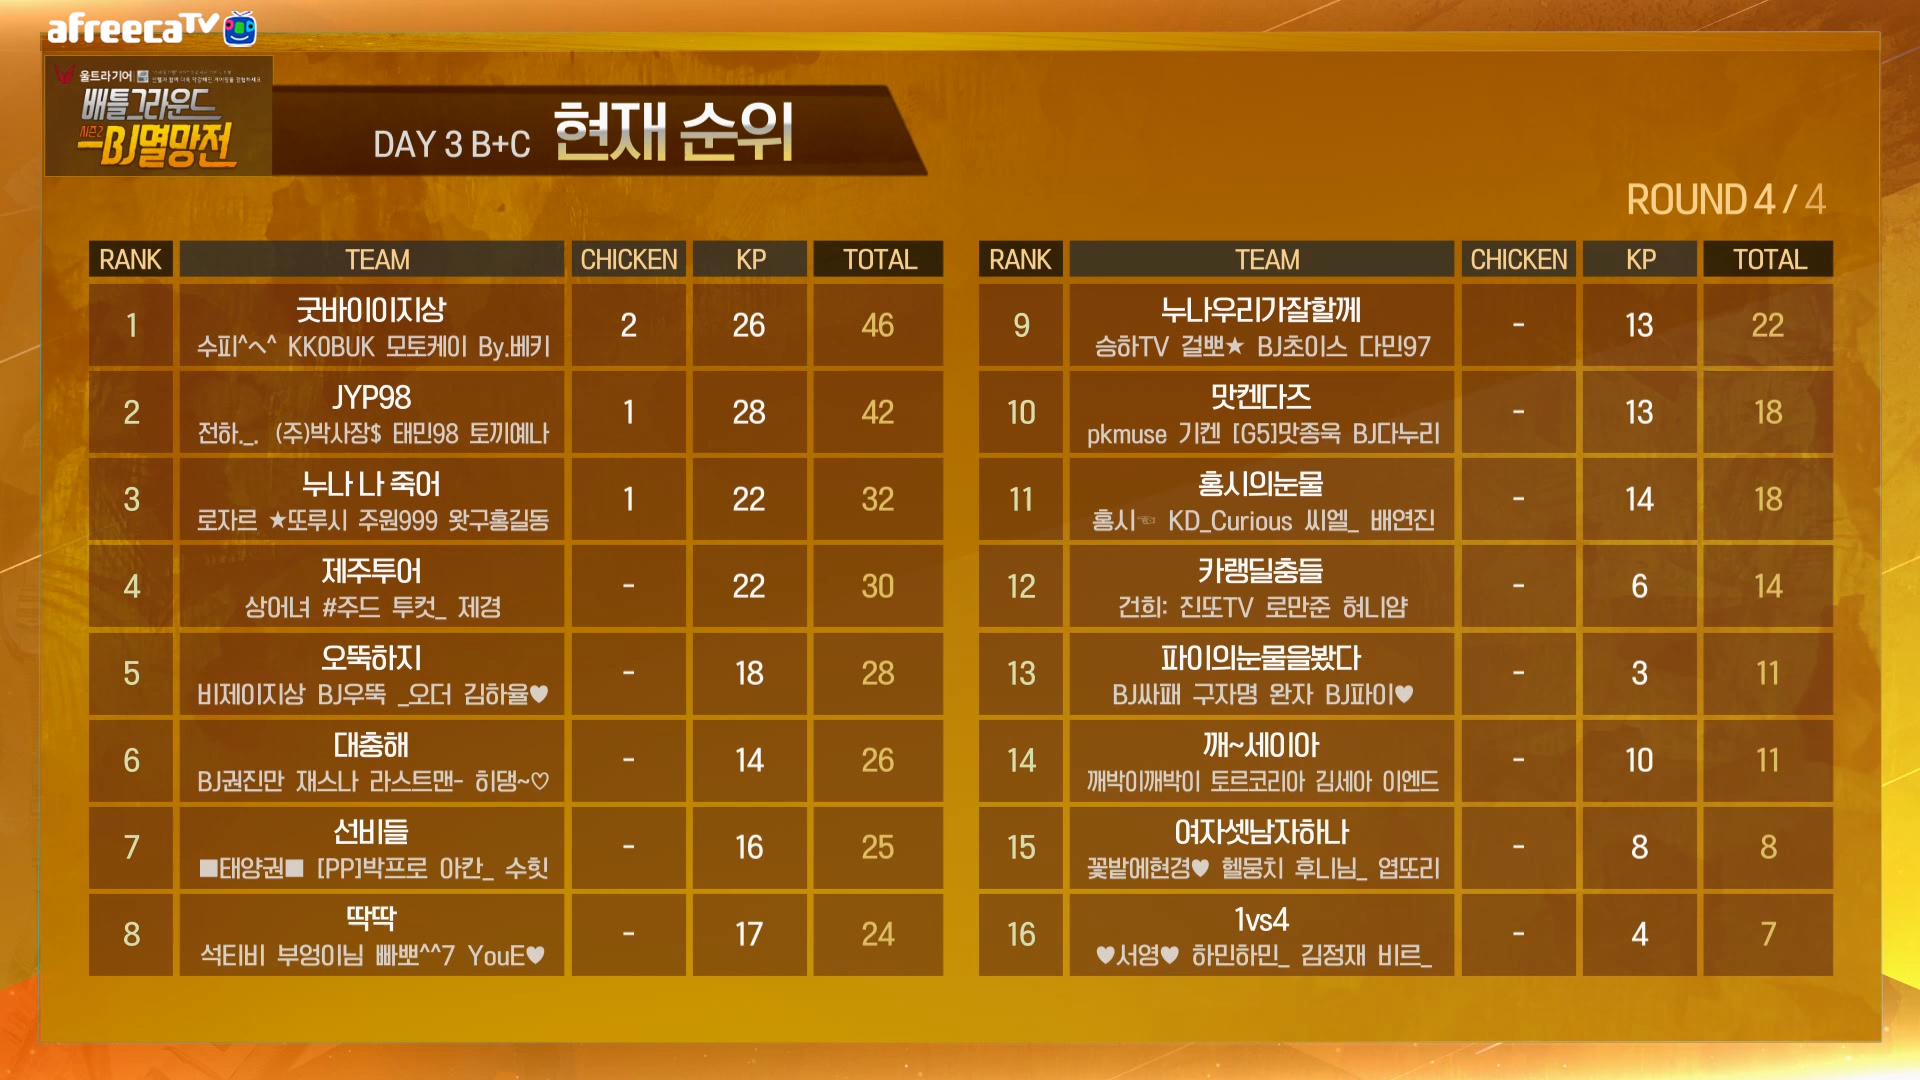 afreecaTV
울트라기어
배틀그라운드
시즌2
BJ멸망전
DAY 3 B+C 현재 순위
ROUND 4 / 4
RANK TEAM CHICKEN KP TOTAL
1 굿바이이지상 2 26 46
수피^ㅅ^ KK0BUK 모토케이 By.베키
2 JYP98 1 28 42
전하._. (주)박사장$ 태민98 토끼예나
3 누나 나 죽어 1 22 32
로자르 ★또루시 주원999 왓구홍길동
4 제주투어 - 22 30
상어녀 #주드 투컷_ 제경
5 오뚝하지 - 18 28
비제이지상 BJ우뚝 _오더 김하율♥
6 대충해 - 14 26
BJ권진만 재스나 라스트맨- 히댕~♡
7 선비들 - 16 25
■태양권■ [PP]박프로 아칸_ 수힛
8 딱딱 - 17 24
석티비 부엉이님 빠뽀^^7 YouE♥
RANK TEAM CHICKEN KP TOTAL
9 누나우리가잘할께 - 13 22
승하TV 걸뽀★ BJ초이스 다민97
10 맛켄다즈 - 13 18
pkmuse 기켄 [G5]맛종욱 BJ다누리
11 홍시의눈물 - 14 18
홍시☜ KD_Curious 씨엘_ 배연진
12 카랭딜충들 - 6 14
건희: 진또TV 로만준 혀니얌
13 파이의눈물을봤다 - 3 11
BJ싸패 구자명 완자 BJ파이♥
14 깨~세이아 - 10 11
깨박이깨박이 토르코리아 김세아 이엔드
15 여자셋남자하나 - 8 8
꽃밭에현경♥ 헬뭉치 후니님_ 엽또리
16 1vs4 - 4 7
♥서영♥ 하민하민_ 김정재 비르_